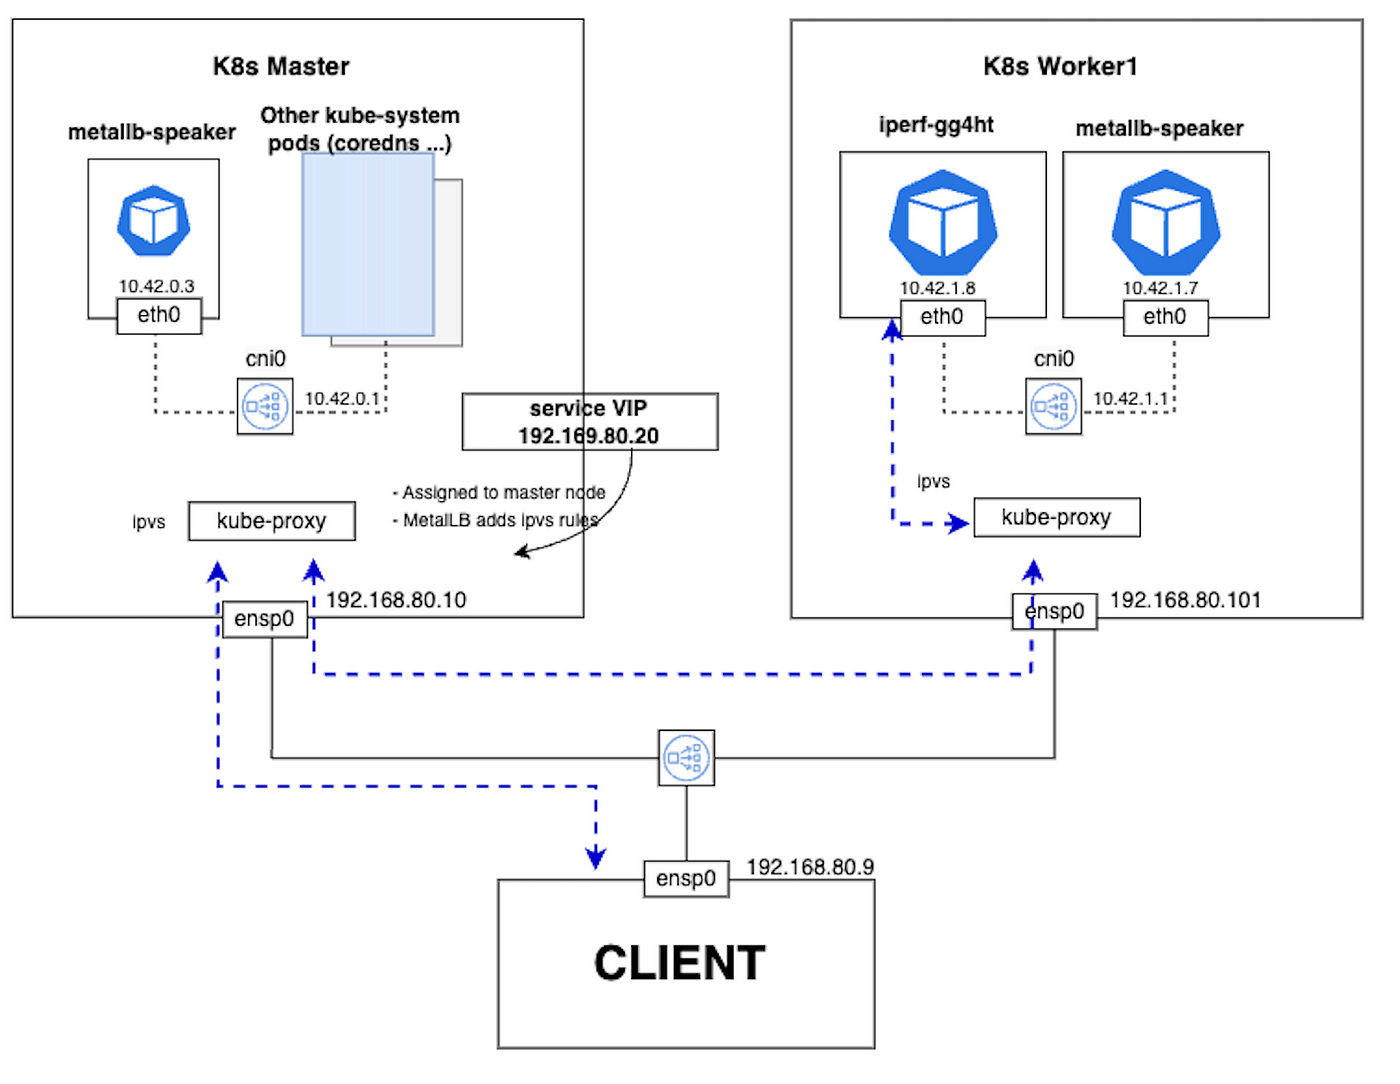 K8s Master
metallb-speaker
Other kube-system
pods (coredns ...)
10.42.0.3
eth0
cni0
10.42.0.1
service VIP
192.169.80.20
- Assigned to master node
- MetalLB adds ipvs rules
ipvs
kube-proxy
192.168.80.10
ensp0
K8s Worker1
iperf-gg4ht
metallb-speaker
10.42.1.8
eth0
10.42.1.7
eth0
cni0
10.42.1.1
ipvs
kube-proxy
ensp0
192.168.80.101
ensp0
192.168.80.9
CLIENT